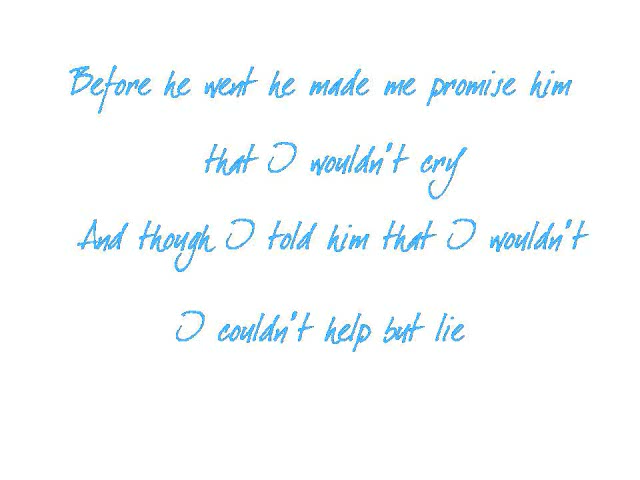 Before he went he made me promise him
that I wouldn't cry
And though I told him that I wouldn't
I couldn't help but lie